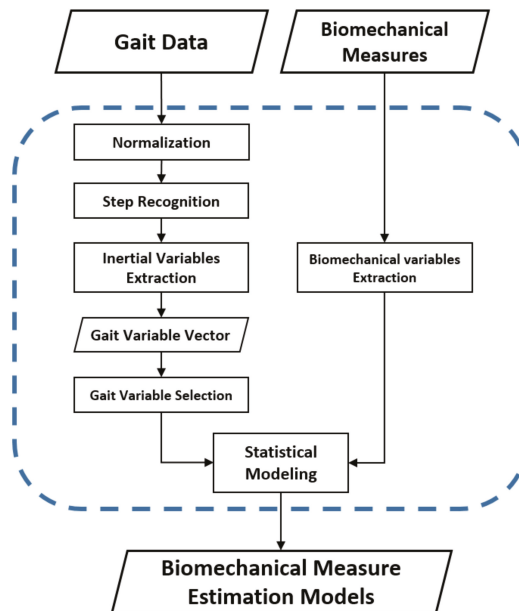 Gait Data
Biomechanical
Measures
Normalization
Step Recognition
Inertial Variables
Extraction
Biomechanical variables
Extraction
Gait Variable Vector
Gait Variable Selection
Statistical
Modeling
Biomechanical Measure
Estimation Models